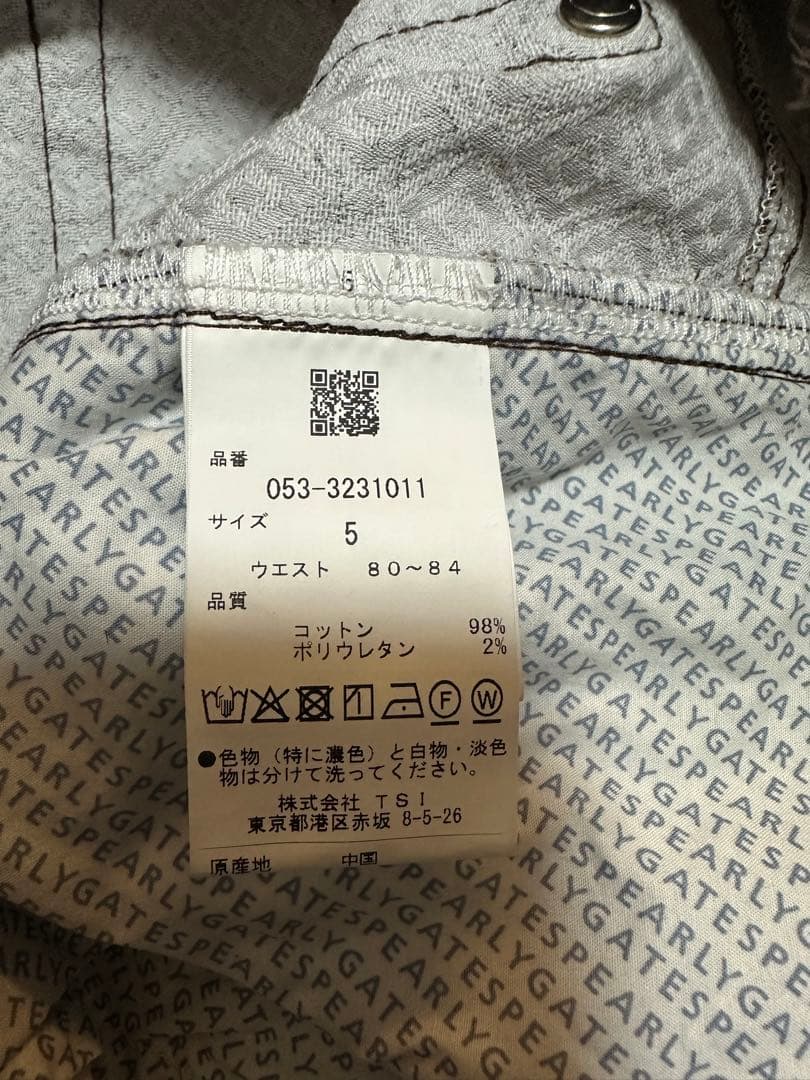 5
品番
053-3231011
サイズ
5
ウエスト 80～84
品質
コットン 98%
ポリウレタン 2%
F
W
●色物（特に濃色）と白物・淡色
物は分けて洗ってください。
株式会社 TSI
東京都港区赤坂 8-5-26
原産地 中国
PEARLYGATES